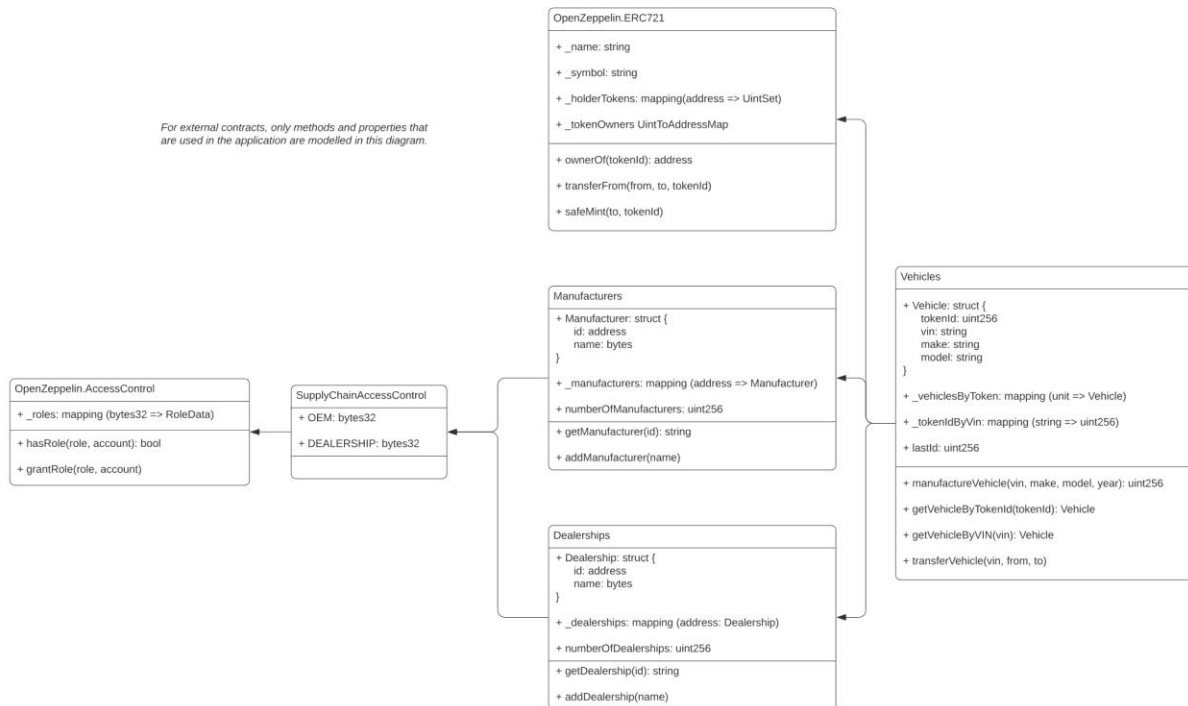 OpenZeppelin.ERC721
+ _name: string
+ _symbol: string
+ _holderTokens: mapping(address => UintSet)
+ _tokenOwners UintToAddressMap
+ ownerOf(tokenId): address
+ transferFrom(from, to, tokenId)
+ safeMint(to, tokenId)
For external contracts, only methods and properties that
are used in the application are modelled in this diagram.
OpenZeppelin.AccessControl
+ _roles: mapping (bytes32 => RoleData)
+ hasRole(role, account): bool
+ grantRole(role, account)
SupplyChainAccessControl
+ OEM: bytes32
+ DEALERSHIP: bytes32
Manufacturers
+ Manufacturer: struct {
id: address
name: bytes
}
+ _manufacturers: mapping (address => Manufacturer)
+ numberOfManufacturers: uint256
+ getManufacturer(id): string
+ addManufacturer(name)
Dealerships
+ Dealership: struct {
id: address
name: bytes
}
+ _dealerships: mapping (address: Dealership)
+ numberOfDealerships: uint256
+ getDealership(id): string
+ addDealership(name)
Vehicles
+ Vehicle: struct {
tokenId: uint256
vin: string
make: string
model: string
}
+ _vehiclesByToken: mapping (unit => Vehicle)
+ _tokenIdByVin: mapping (string => uint256)
+ lastId: uint256
+ manufactureVehicle(vin, make, model, year): uint256
+ getVehicleByTokenId(tokenId): Vehicle
+ getVehicleByVIN(vin): Vehicle
+ transferVehicle(vin, from, to)